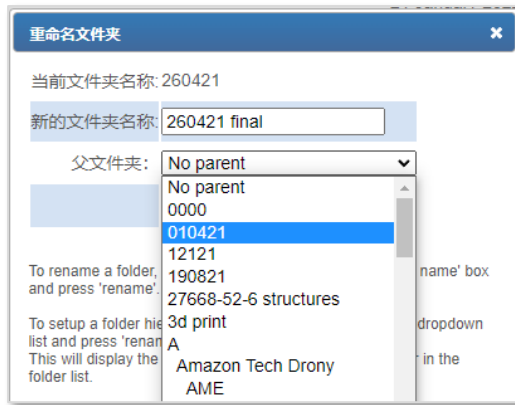 重命名文件夹
当前文件夹名称: 260421
新的文件夹名称: 260421 final
父文件夹: No parent
No parent
0000
010421
12121
190821
27668-52-6 structures
3d print
A
Amazon Tech Drony
AME
To rename a folder, name' box
and press 'rename'.
To setup a folder hie dropdown
list and press 'renam
This will display the r in the
folder list.